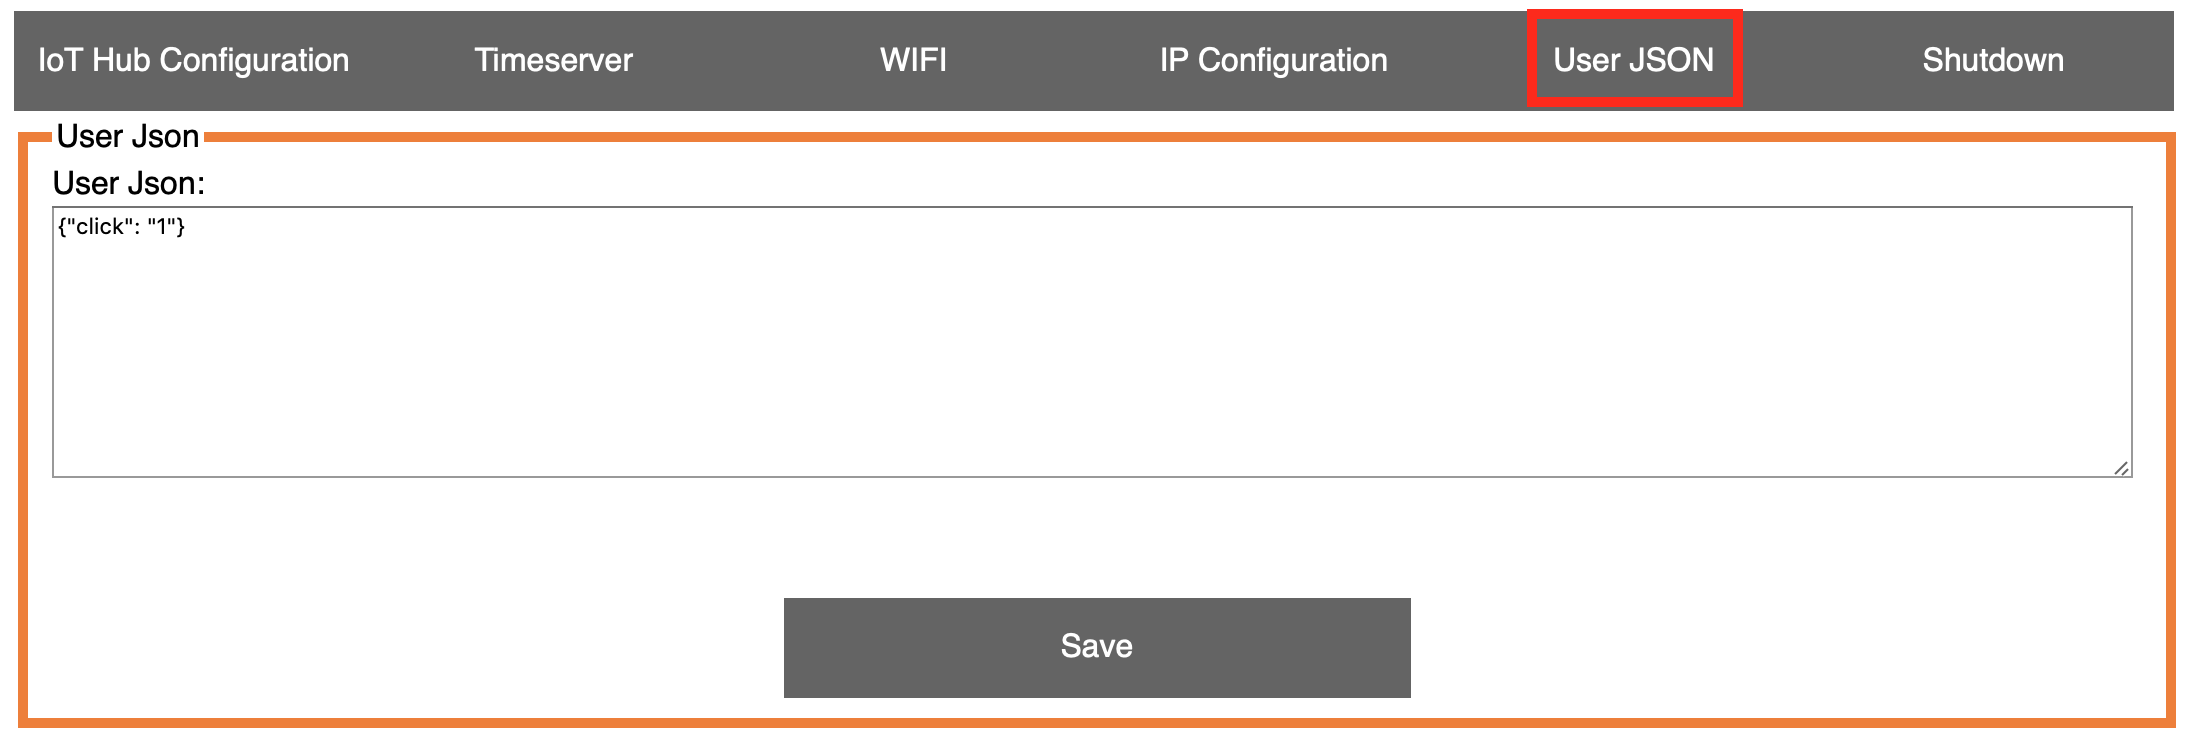 IoT Hub Configuration Timeserver WIFI IP Configuration User JSON Shutdown
User Json
User Json:
{"click": "1"}
Save